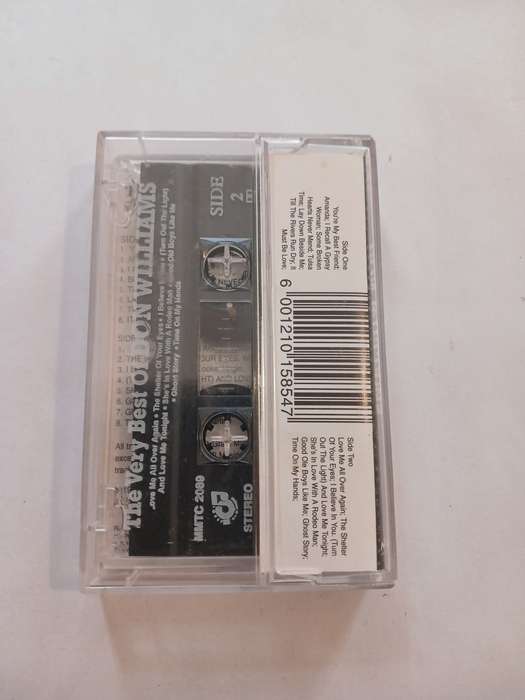 Side One
You're My Best Friend;
Amanda; I Recall A Gypsy
Woman; Some Broken
Hearts Never Mend; Tulsa
Time; Lay Down Beside Me;
Till The Rivers Run Dry; It
Must Be Love;
6 001210 158547
Side Two
Love Me All Over Again; The Shelter
Of Your Eyes; I Believe In You; (Turn
Out The Light) And Love Me Tonight;
She's In Love With A Rodeo Man;
Good Ole Boys Like Me; Ghost Story;
Time On My Hands;
SIDE
2
The Very Best Of DON WILLIAMS
Love Me All Over Again • The Shelter Of Your Eyes • I Believe In You • (Turn Out The Light)
And Love Me Tonight • She's In Love With A Rodeo Man • Good Old Boys Like Me
• Ghost Story • Time On My Hands
STEREO